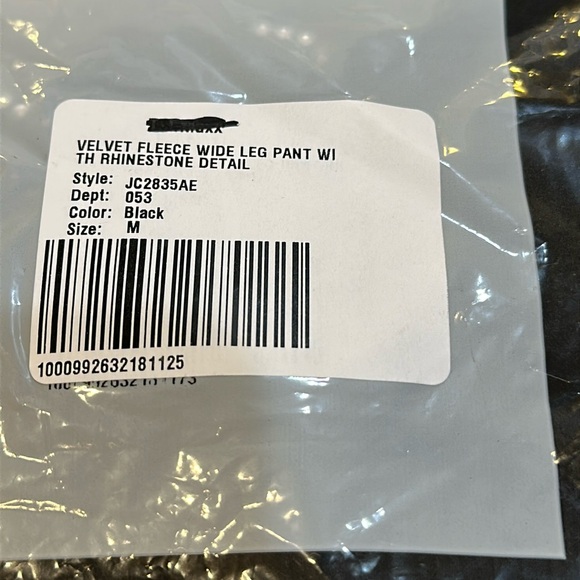 VELVET FLEECE WIDE LEG PANT WI
TH RHINESTONE DETAIL
Style: JC2835AE
Dept: 053
Color: Black
Size: M
1000992632181125